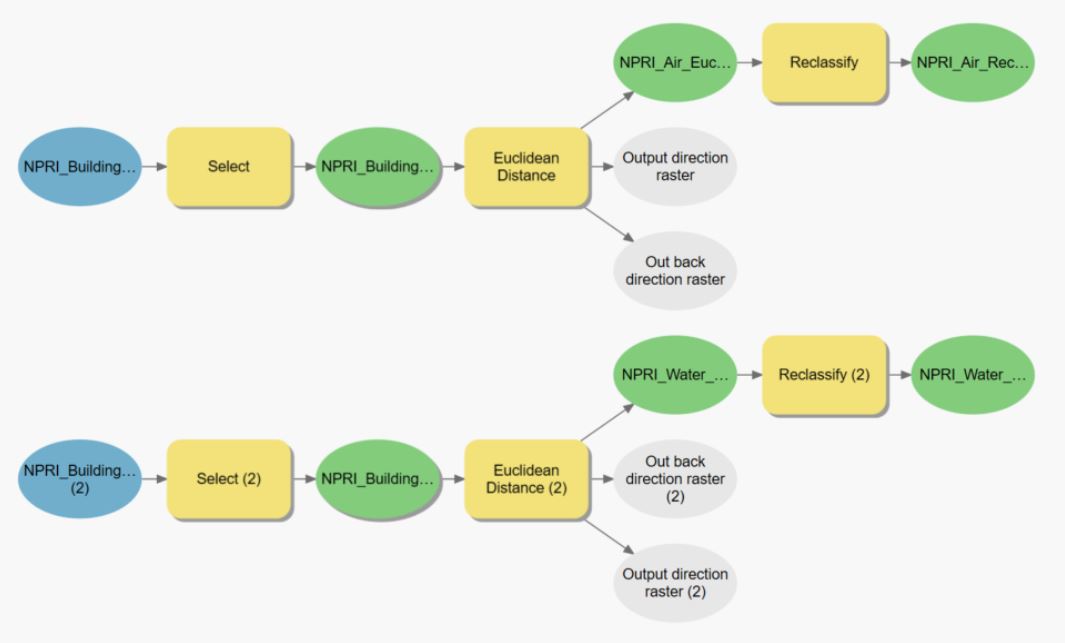 NPRI_Air_Euc…
Reclassify
NPRI_Air_Rec…
NPRI_Building…
Select
NPRI_Building…
Euclidean
Distance
Output direction
raster
Out back
direction raster
NPRI_Water_…
Reclassify (2)
NPRI_Water_…
NPRI_Building…
(2)
Select (2)
NPRI_Building…
Euclidean
Distance (2)
Out back
direction raster
(2)
Output direction
raster (2)